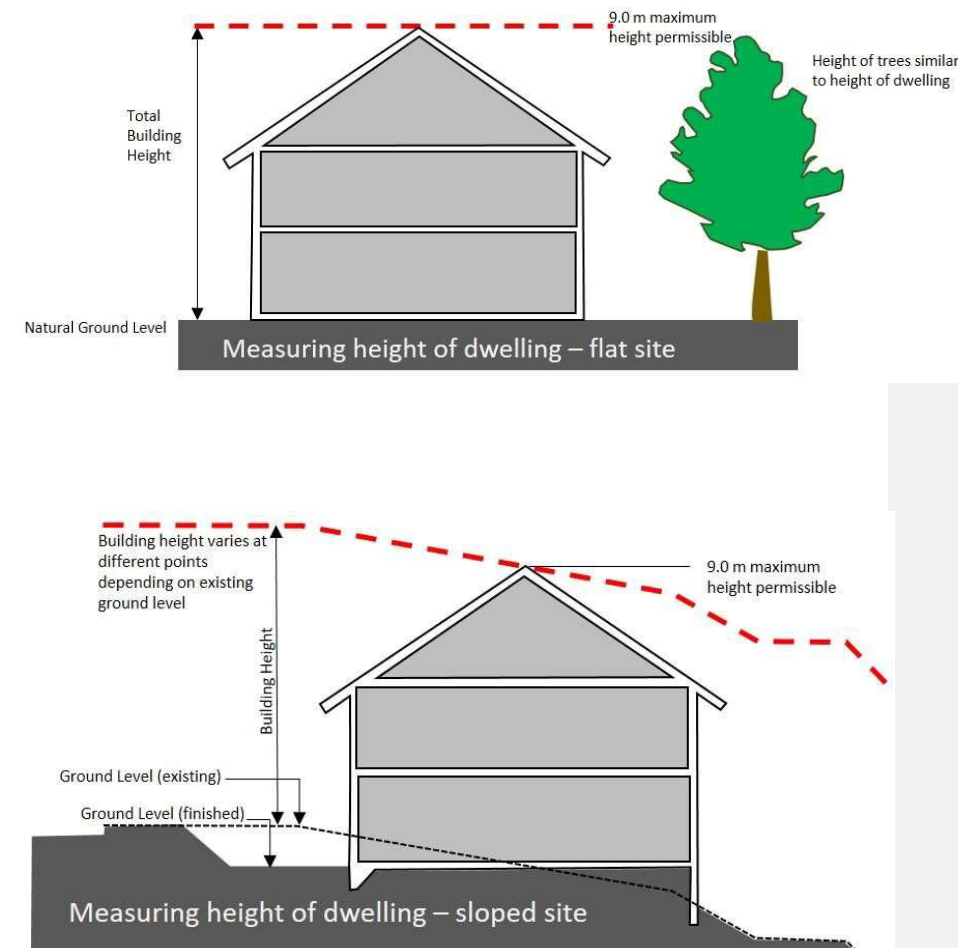 9.0 m maximum
height permissible
Height of trees similar
to height of dwelling
Total
Building
Height
Natural Ground Level
Measuring height of dwelling – flat site
Building height varies at
different points
depending on existing
ground level
9.0 m maximum
height permissible
Building Height
Ground Level (existing)
Ground Level (finished)
Measuring height of dwelling – sloped site